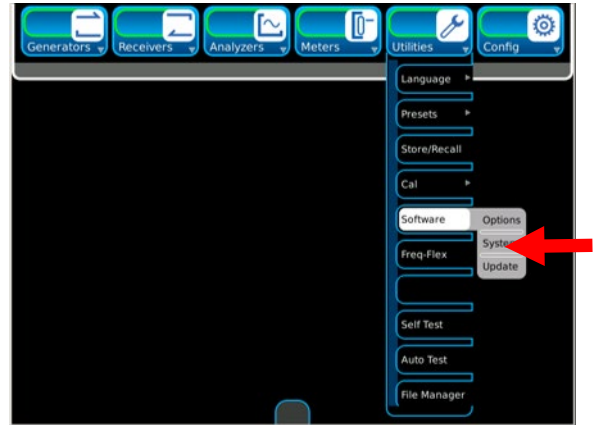 Generators
Receivers
Analyzers
Meters
Utilities
Config
Language
Presets
Store/Recall
Cal
Software
Options
System
Update
Freq-Flex
Self Test
Auto Test
File Manager